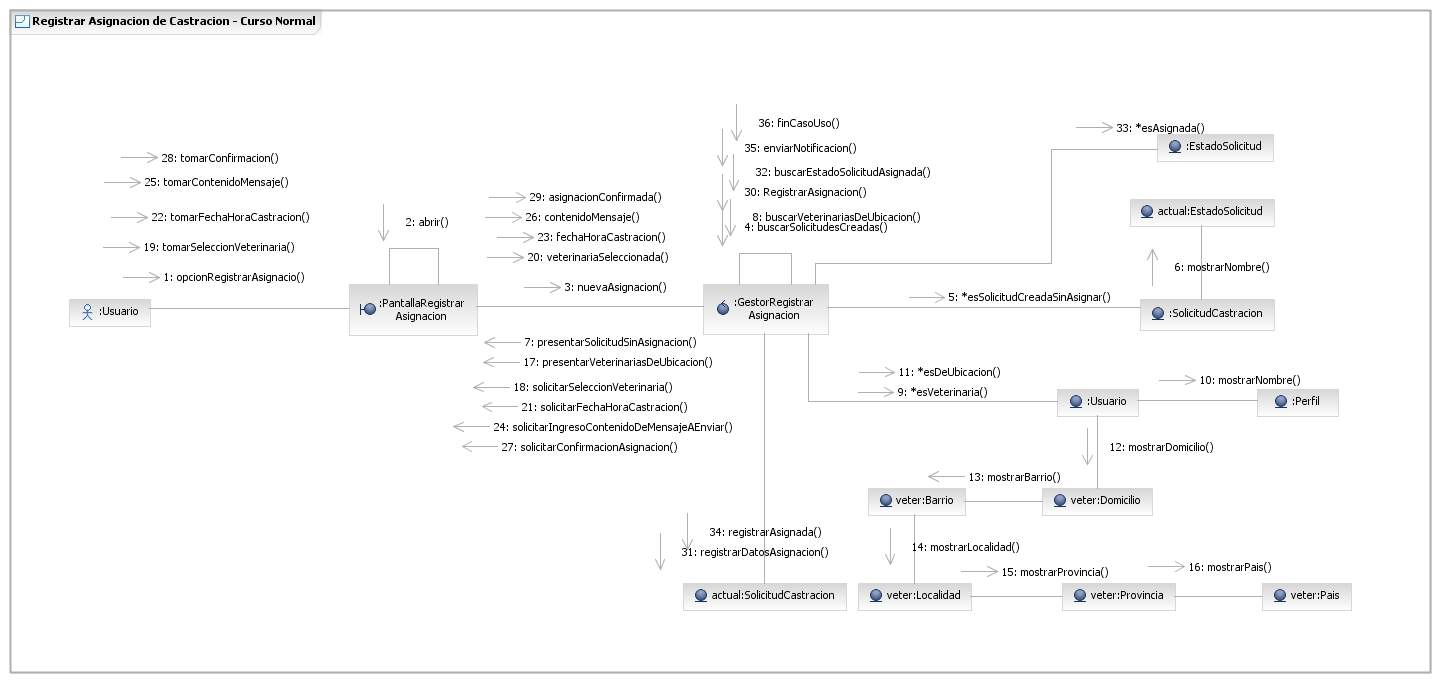 Registrar Asignacion de Castracion - Curso Normal
36: finCasoUso()
33: *esAsignada()
:EstadoSolicitud
35: enviarNotificacion()
28: tomarConfirmacion()
32: buscarEstadoSolicitudAsignada()
25: tomarContenidoMensaje()
30: RegistrarAsignacion()
29: asignacionConfirmada()
actual:EstadoSolicitud
22: tomarFechaHoraCastracion()
2: abrir()
26: contenidoMensaje()
8: buscarVeterinariasDeUbicacion()
4: buscarSolicitudesCreadas()
23: fechaHoraCastracion()
19: tomarSeleccionVeterinaria()
20: veterinariaSeleccionada()
6: mostrarNombre()
1: opcionRegistrarAsignacio()
3: nuevaAsignacion()
5: *esSolicitudCreadaSinAsignar()
:Usuario
:PantallaRegistrar
Asignacion
:GestorRegistrar
Asignacion
:SolicitudCastracion
7: presentarSolicitudSinAsignacion()
17: presentarVeterinariasDeUbicacion()
11: *esDeUbicacion()
10: mostrarNombre()
18: solicitarSeleccionVeterinaria()
9: *esVeterinaria()
:Usuario
:Perfil
21: solicitarFechaHoraCastracion()
24: solicitarIngresoContenidoDeMensajeAEnviar()
27: solicitarConfirmacionAsignacion()
12: mostrarDomicilio()
13: mostrarBarrio()
veter:Barrio
veter:Domicilio
34: registrarAsignada()
31: registrarDatosAsignacion()
14: mostrarLocalidad()
15: mostrarProvincia()
16: mostrarPais()
actual:SolicitudCastracion
veter:Localidad
veter:Provincia
veter:Pais